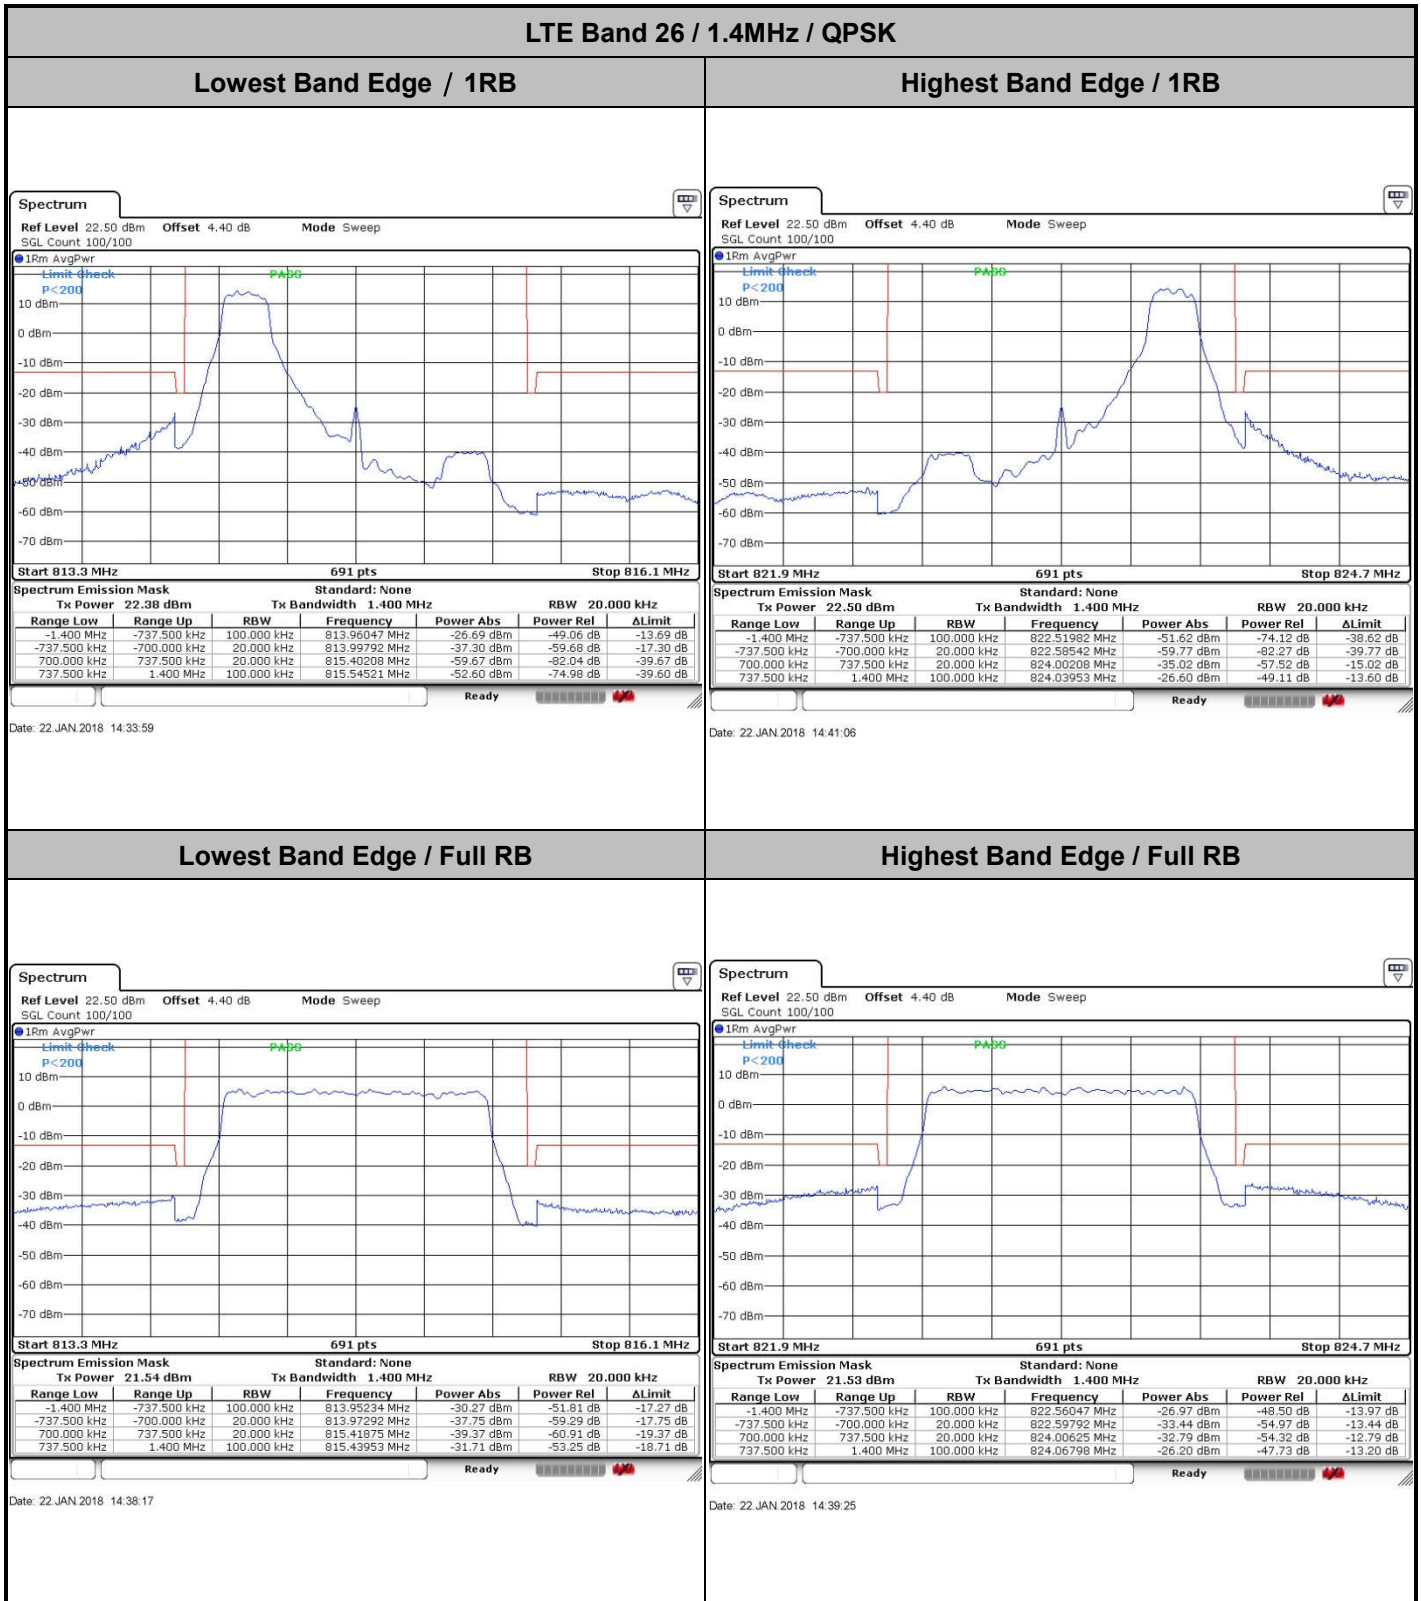 LTE Band 26 / 1.4MHz / QPSK
Lowest Band Edge / 1RB
Spectrum
Ref Level 22.50 dBm Offset 4.40 dB Mode Sweep
SGL Count 100/100
1Rm AvgPwr
Limit Check PASS
P<200
10 dBm
0 dBm
-10 dBm
-20 dBm
-30 dBm
-40 dBm
-50 dBm
-60 dBm
-70 dBm
Start 813.3 MHz 691 pts Stop 816.1 MHz
Spectrum Emission Mask Standard: None
Tx Power 22.38 dBm Tx Bandwidth 1.400 MHz RBW 20.000 kHz
Range Low Range Up RBW Frequency Power Abs Power Rel ΔLimit
-1.400 MHz -737.500 kHz 100.000 kHz 813.96047 MHz -26.69 dBm -49.06 dB -13.69 dB
-737.500 kHz -700.000 kHz 20.000 kHz 813.99792 MHz -37.30 dBm -59.68 dB -17.30 dB
700.000 kHz 737.500 kHz 20.000 kHz 815.40208 MHz -59.67 dBm -82.04 dB -39.67 dB
737.500 kHz 1.400 MHz 100.000 kHz 815.54521 MHz -52.60 dBm -74.98 dB -39.60 dB
Ready
Date: 22.JAN.2018 14:33:59
Highest Band Edge / 1RB
Spectrum
Ref Level 22.50 dBm Offset 4.40 dB Mode Sweep
SGL Count 100/100
1Rm AvgPwr
Limit Check PASS
P<200
10 dBm
0 dBm
-10 dBm
-20 dBm
-30 dBm
-40 dBm
-50 dBm
-60 dBm
-70 dBm
Start 821.9 MHz 691 pts Stop 824.7 MHz
Spectrum Emission Mask Standard: None
Tx Power 22.50 dBm Tx Bandwidth 1.400 MHz RBW 20.000 kHz
Range Low Range Up RBW Frequency Power Abs Power Rel ΔLimit
-1.400 MHz -737.500 kHz 100.000 kHz 822.51982 MHz -51.62 dBm -74.12 dB -38.62 dB
-737.500 kHz -700.000 kHz 20.000 kHz 822.58542 MHz -59.77 dBm -82.27 dB -39.77 dB
700.000 kHz 737.500 kHz 20.000 kHz 824.00208 MHz -35.02 dBm -57.52 dB -15.02 dB
737.500 kHz 1.400 MHz 100.000 kHz 824.03953 MHz -26.60 dBm -49.11 dB -13.60 dB
Ready
Date: 22.JAN.2018 14:41:06
Lowest Band Edge / Full RB
Spectrum
Ref Level 22.50 dBm Offset 4.40 dB Mode Sweep
SGL Count 100/100
1Rm AvgPwr
Limit Check PASS
P<200
10 dBm
0 dBm
-10 dBm
-20 dBm
-30 dBm
-40 dBm
-50 dBm
-60 dBm
-70 dBm
Start 813.3 MHz 691 pts Stop 816.1 MHz
Spectrum Emission Mask Standard: None
Tx Power 21.54 dBm Tx Bandwidth 1.400 MHz RBW 20.000 kHz
Range Low Range Up RBW Frequency Power Abs Power Rel ΔLimit
-1.400 MHz -737.500 kHz 100.000 kHz 813.95234 MHz -30.27 dBm -51.81 dB -17.27 dB
-737.500 kHz -700.000 kHz 20.000 kHz 813.97292 MHz -37.75 dBm -59.29 dB -17.75 dB
700.000 kHz 737.500 kHz 20.000 kHz 815.41875 MHz -39.37 dBm -60.91 dB -19.37 dB
737.500 kHz 1.400 MHz 100.000 kHz 815.43953 MHz -31.71 dBm -53.25 dB -18.71 dB
Ready
Date: 22.JAN.2018 14:38:17
Highest Band Edge / Full RB
Spectrum
Ref Level 22.50 dBm Offset 4.40 dB Mode Sweep
SGL Count 100/100
1Rm AvgPwr
Limit Check PASS
P<200
10 dBm
0 dBm
-10 dBm
-20 dBm
-30 dBm
-40 dBm
-50 dBm
-60 dBm
-70 dBm
Start 821.9 MHz 691 pts Stop 824.7 MHz
Spectrum Emission Mask Standard: None
Tx Power 21.53 dBm Tx Bandwidth 1.400 MHz RBW 20.000 kHz
Range Low Range Up RBW Frequency Power Abs Power Rel ΔLimit
-1.400 MHz -737.500 kHz 100.000 kHz 822.56047 MHz -26.97 dBm -48.50 dB -13.97 dB
-737.500 kHz -700.000 kHz 20.000 kHz 822.59792 MHz -33.44 dBm -54.97 dB -13.44 dB
700.000 kHz 737.500 kHz 20.000 kHz 824.00625 MHz -32.79 dBm -54.32 dB -12.79 dB
737.500 kHz 1.400 MHz 100.000 kHz 824.06798 MHz -26.20 dBm -47.73 dB -13.20 dB
Ready
Date: 22.JAN.2018 14:39:25